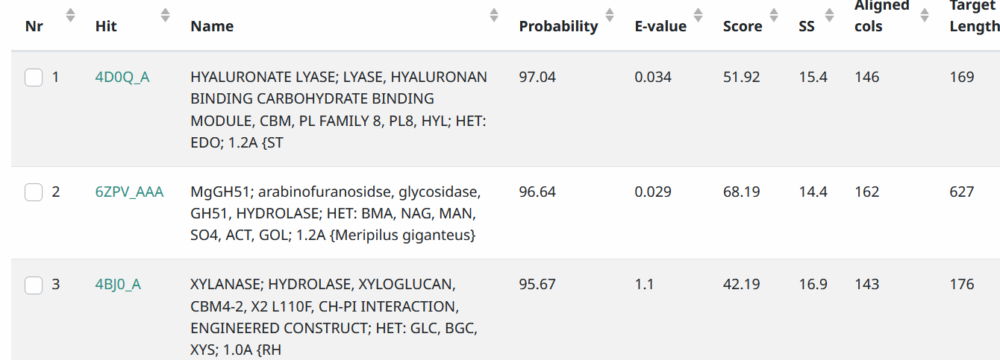 Nr Hit Name Probability E-value Score SS Aligned cols Target Length
1 4D0Q_A HYALURONATE LYASE; LYASE, HYALURONAN 97.04 0.034 51.92 15.4 146 169
BINDING CARBOHYDRATE BINDING
MODULE, CBM, PL FAMILY 8, PL8, HYL; HET:
EDO; 1.2A {ST
2 6ZPV_AAA MgGH51; arabinofuranosidse, glycosidase, 96.64 0.029 68.19 14.4 162 627
GH51, HYDROLASE; HET: BMA, NAG, MAN,
SO4, ACT, GOL; 1.2A {Meripilus giganteus}
3 4BJ0_A XYLANASE; HYDROLASE, XYLOGLUCAN, 95.67 1.1 42.19 16.9 143 176
CBM4-2, X2 L110F, CH-PI INTERACTION,
ENGINEERED CONSTRUCT; HET: GLC, BGC,
XYS; 1.0A {RH